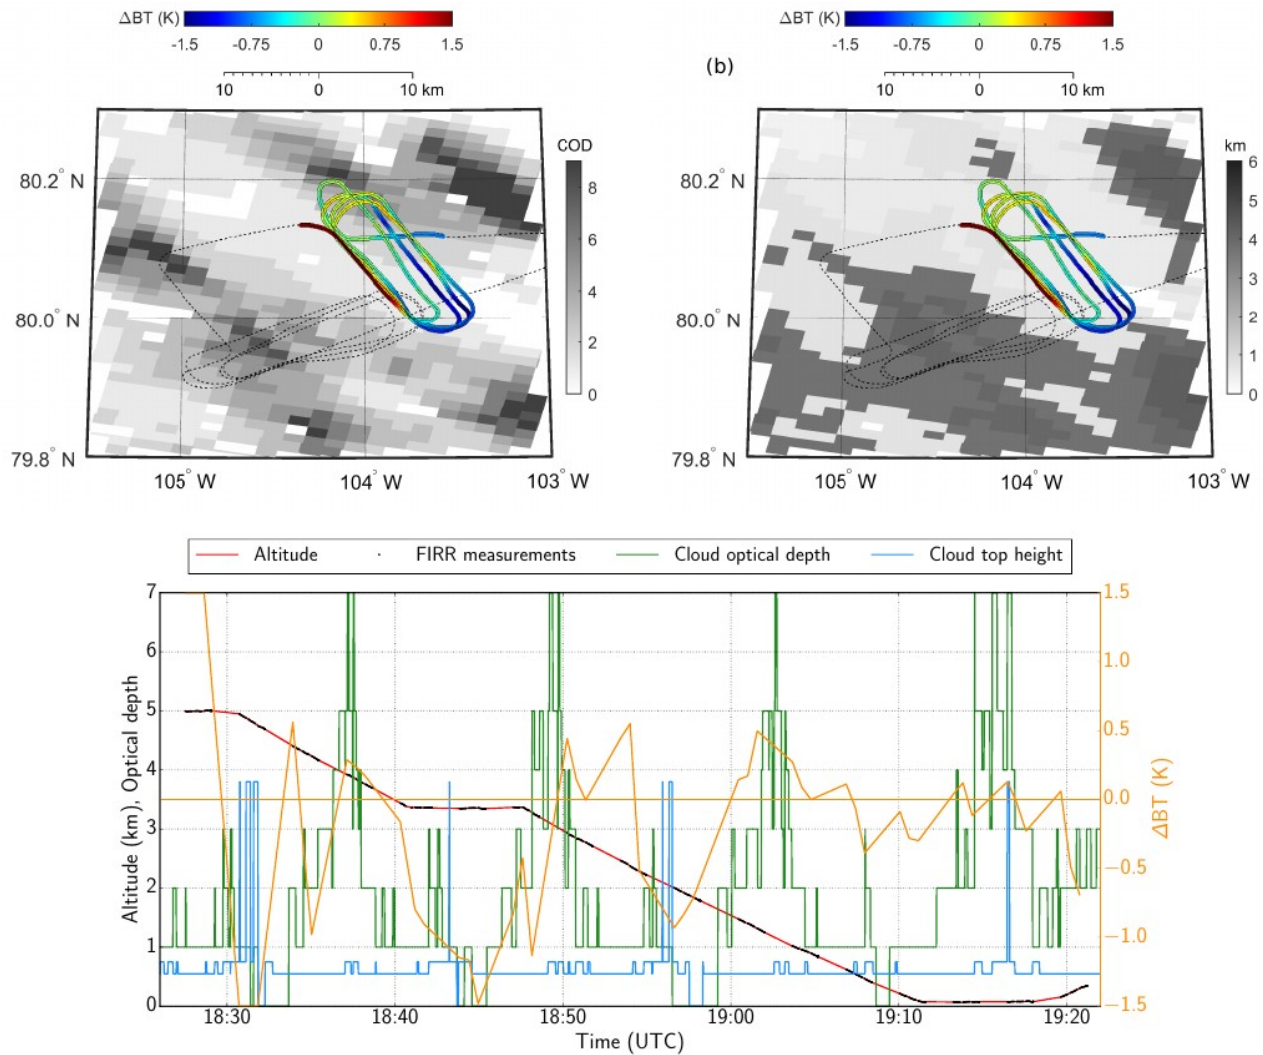 ΔBT (K)
-1.5 -0.75 0 0.75 1.5
10 0 10 km
COD
8
6
4
2
0
80.2° N
80.0° N
79.8° N
105° W 104° W 103° W
ΔBT (K)
-1.5 -0.75 0 0.75 1.5
(b)
10 0 10 km
km
6
5
4
3
2
1
0
80.2° N
80.0° N
79.8° N
105° W 104° W 103° W
Altitude FIRR measurements Cloud optical depth Cloud top height
Altitude (km), Optical depth
7
6
5
4
3
2
1
0
1.5
1.0
0.5
0.0
−0.5
−1.0
−1.5
ΔBT (K)
18:30 18:40 18:50 19:00 19:10 19:20
Time (UTC)